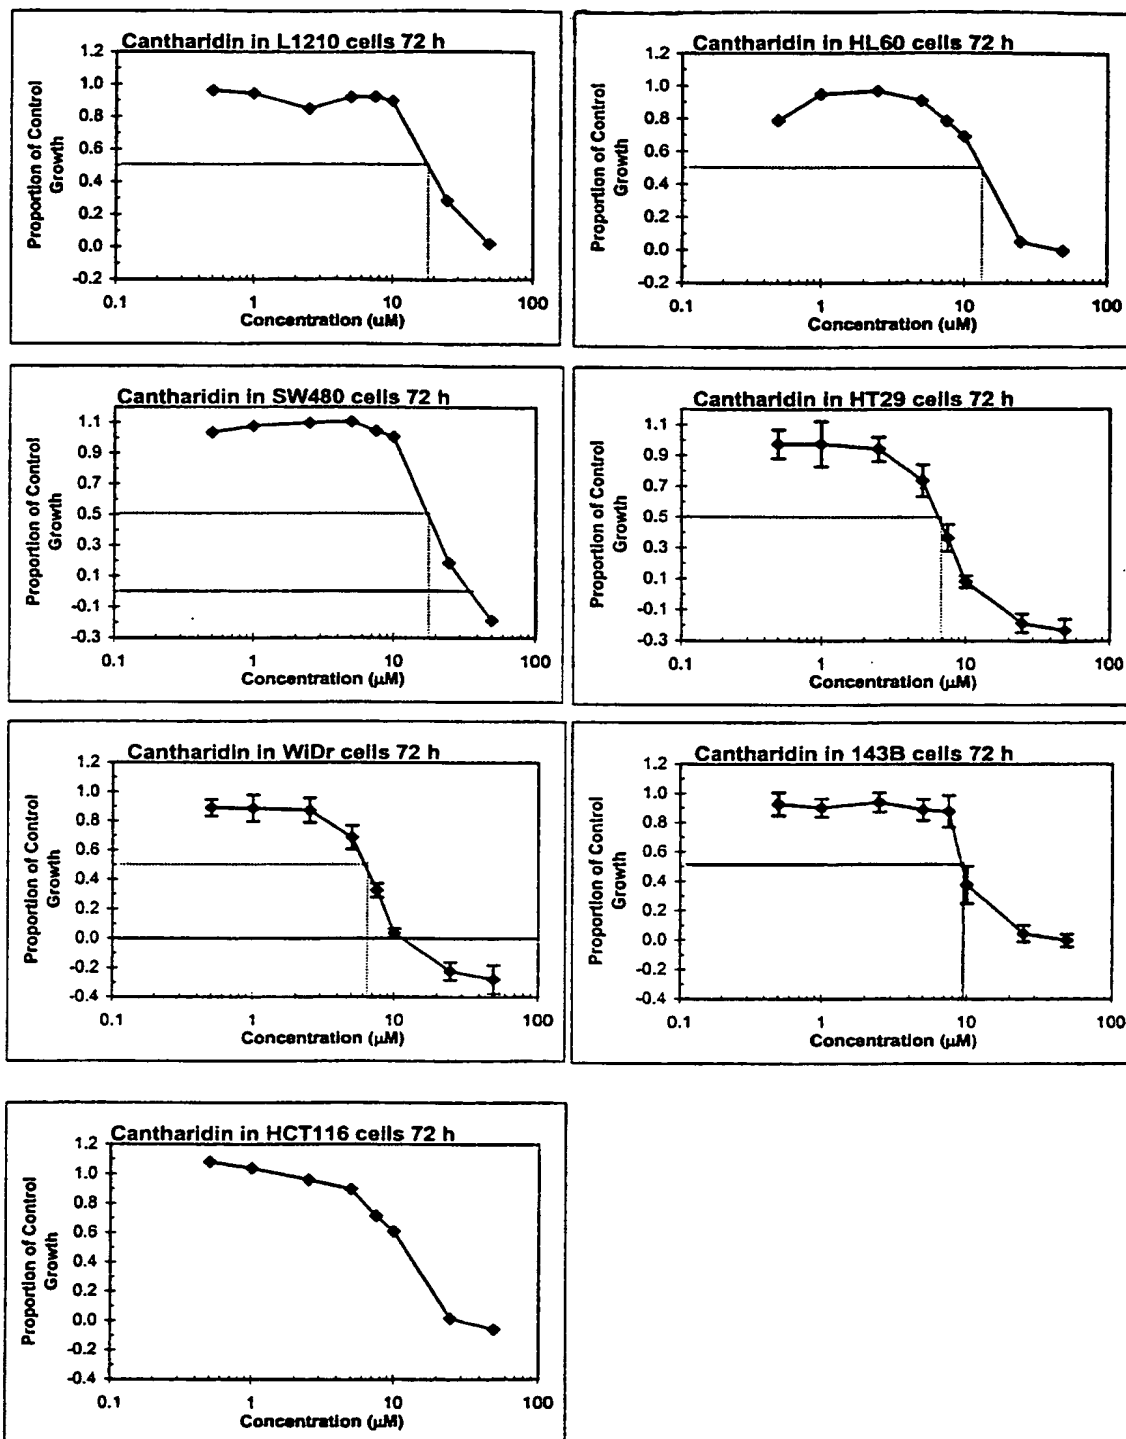 Cantharidin in L1210 cells 72 h
Proportion of Control
Growth
1.2
1.0
0.8
0.6
0.4
0.2
0.0
-0.2
0.1 1 10 100
Concentration (uM)
Cantharidin in HL60 cells 72 h
Proportion of Control
Growth
1.2
1.0
0.8
0.6
0.4
0.2
0.0
-0.2
0.1 1 10 100
Concentration (uM)
Cantharidin in SW480 cells 72 h
Proportion of Control
Growth
1.1
0.9
0.7
0.5
0.3
0.1
-0.1
-0.3
0.1 1 10 100
Concentration (μM)
Cantharidin in HT29 cells 72 h
Proportion of Control
Growth
1.1
0.9
0.7
0.5
0.3
0.1
-0.1
-0.3
0.1 1 10 100
Concentration (μM)
Cantharidin in WiDr cells 72 h
Proportion of Control
Growth
1.2
1.0
0.8
0.6
0.4
0.2
0.0
-0.2
-0.4
0.1 1 10 100
Concentration (μM)
Cantharidin in 143B cells 72 h
Proportion of Control
Growth
1.2
1.0
0.8
0.6
0.4
0.2
0.0
-0.2
-0.4
0.1 1 10 100
Concentration (μM)
Cantharidin in HCT116 cells 72 h
Proportion of Control
Growth
1.2
1.0
0.8
0.6
0.4
0.2
0.0
-0.2
-0.4
0.1 1 10 100
Concentration (μM)